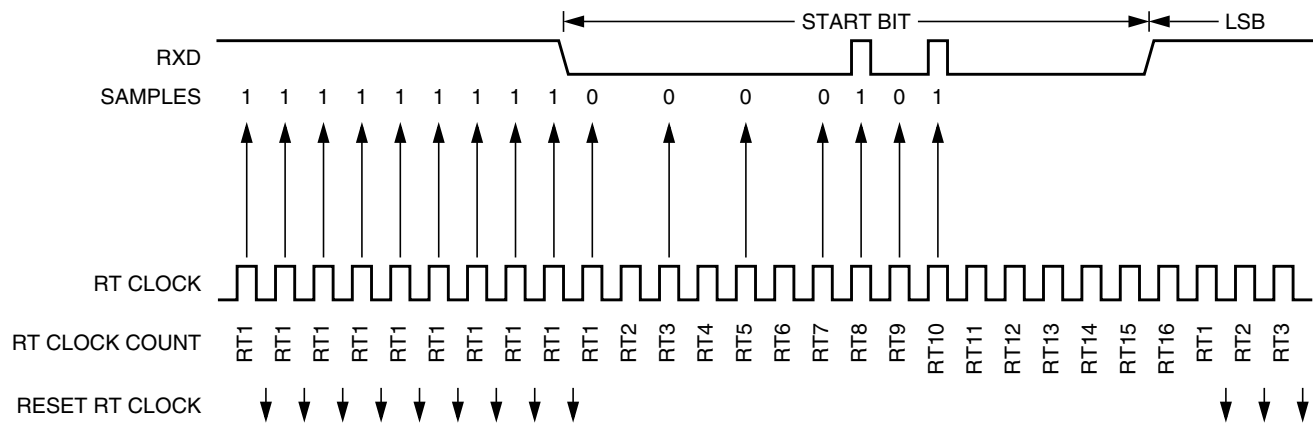 START BIT LSB
RXD
SAMPLES 1 1 1 1 1 1 1 1 1 0 0 0 0 1 0 1
RT CLOCK
RT CLOCK COUNT RT1 RT1 RT1 RT1 RT1 RT1 RT1 RT1 RT1 RT1 RT2 RT3 RT4 RT5 RT6 RT7 RT8 RT9 RT10 RT11 RT12 RT13 RT14 RT15 RT16 RT1 RT2 RT3
RESET RT CLOCK